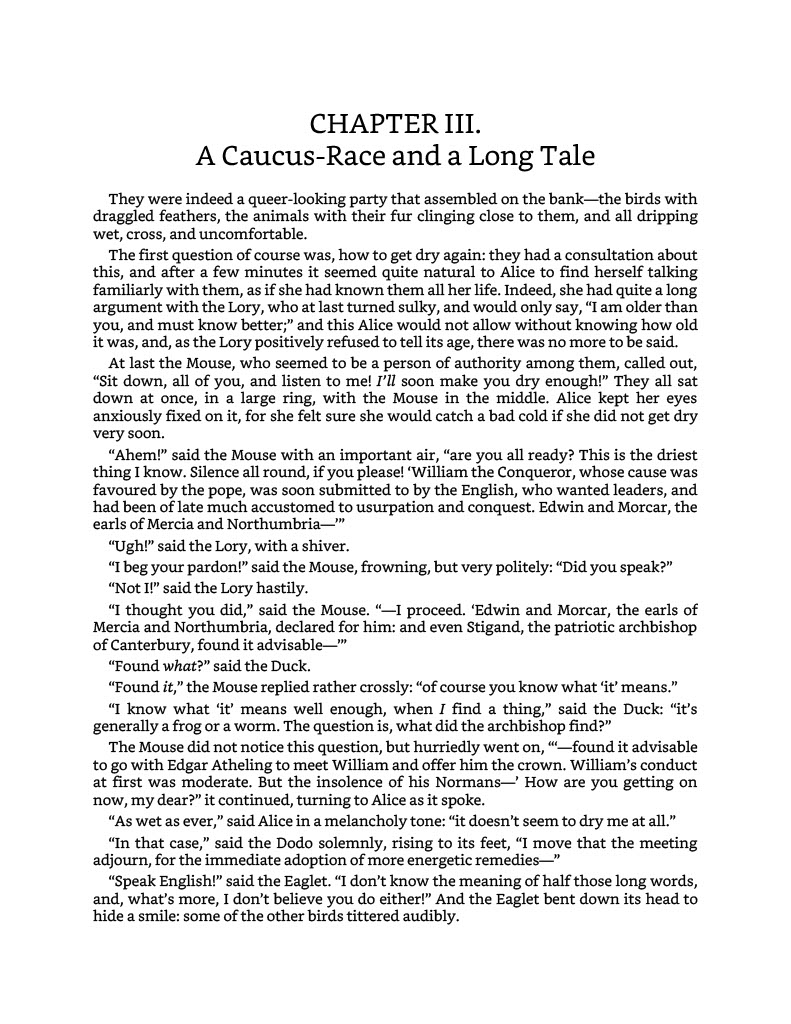 CHAPTER III.
A Caucus-Race and a Long Tale
They were indeed a queer-looking party that assembled on the bank—the birds with
draggled feathers, the animals with their fur clinging close to them, and all dripping
wet, cross, and uncomfortable.
The first question of course was, how to get dry again: they had a consultation about
this, and after a few minutes it seemed quite natural to Alice to find herself talking
familiarly with them, as if she had known them all her life. Indeed, she had quite a long
argument with the Lory, who at last turned sulky, and would only say, “I am older than
you, and must know better;” and this Alice would not allow without knowing how old
it was, and, as the Lory positively refused to tell its age, there was no more to be said.
At last the Mouse, who seemed to be a person of authority among them, called out,
“Sit down, all of you, and listen to me! I’ll soon make you dry enough!” They all sat
down at once, in a large ring, with the Mouse in the middle. Alice kept her eyes
anxiously fixed on it, for she felt sure she would catch a bad cold if she did not get dry
very soon.
“Ahem!” said the Mouse with an important air, “are you all ready? This is the driest
thing I know. Silence all round, if you please! ‘William the Conqueror, whose cause was
favoured by the pope, was soon submitted to by the English, who wanted leaders, and
had been of late much accustomed to usurpation and conquest. Edwin and Morcar, the
earls of Mercia and Northumbria—’”
“Ugh!” said the Lory, with a shiver.
“I beg your pardon!” said the Mouse, frowning, but very politely: “Did you speak?”
“Not I!” said the Lory hastily.
“I thought you did,” said the Mouse. “—I proceed. ‘Edwin and Morcar, the earls of
Mercia and Northumbria, declared for him: and even Stigand, the patriotic archbishop
of Canterbury, found it advisable—’”
“Found what?” said the Duck.
“Found it,” the Mouse replied rather crossly: “of course you know what ‘it’ means.”
“I know what ‘it’ means well enough, when I find a thing,” said the Duck: “it’s
generally a frog or a worm. The question is, what did the archbishop find?”
The Mouse did not notice this question, but hurriedly went on, “‘—found it advisable
to go with Edgar Atheling to meet William and offer him the crown. William’s conduct
at first was moderate. But the insolence of his Normans—’ How are you getting on
now, my dear?” it continued, turning to Alice as it spoke.
“As wet as ever,” said Alice in a melancholy tone: “it doesn’t seem to dry me at all.”
“In that case,” said the Dodo solemnly, rising to its feet, “I move that the meeting
adjourn, for the immediate adoption of more energetic remedies—”
“Speak English!” said the Eaglet. “I don’t know the meaning of half those long words,
and, what’s more, I don’t believe you do either!” And the Eaglet bent down its head to
hide a smile: some of the other birds tittered audibly.